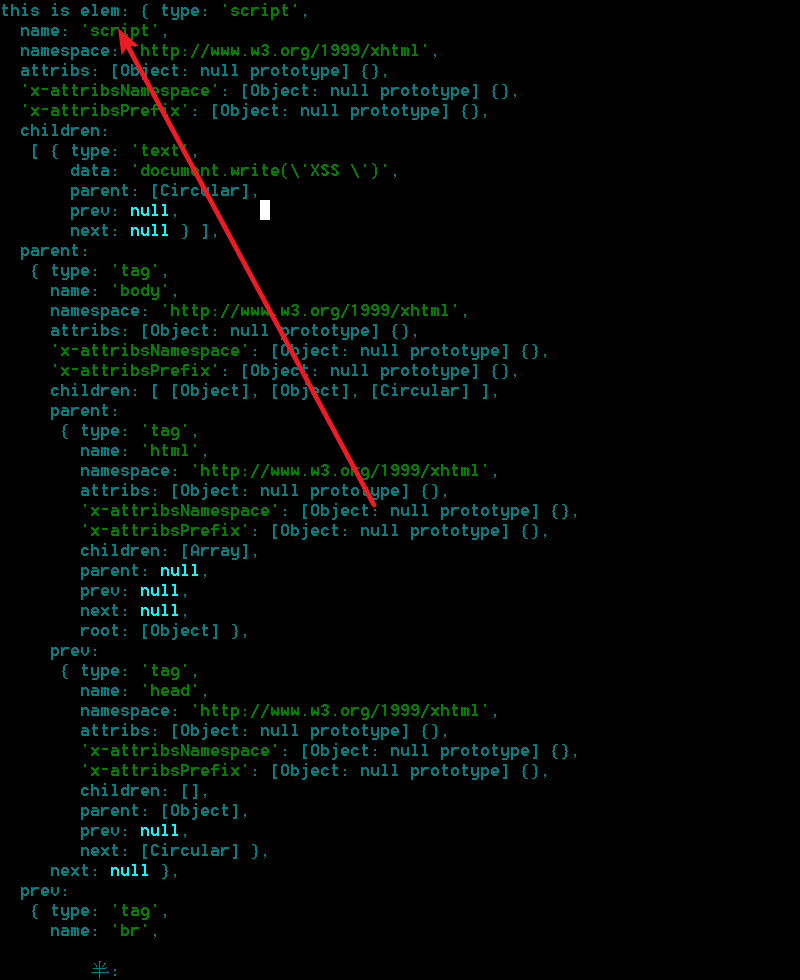 this is elem: { type: 'script',
name: 'script',
namespace: 'http://www.w3.org/1999/xhtml',
attribs: [Object: null prototype] {},
'x-attribsNamespace': [Object: null prototype] {},
'x-attribsPrefix': [Object: null prototype] {},
children:
[ { type: 'text',
data: 'document.write(\'XSS \')',
parent: [Circular],
prev: null,
next: null } ],
parent:
{ type: 'tag',
name: 'body',
namespace: 'http://www.w3.org/1999/xhtml',
attribs: [Object: null prototype] {},
'x-attribsNamespace': [Object: null prototype] {},
'x-attribsPrefix': [Object: null prototype] {},
children: [ [Object], [Object], [Circular] ],
parent:
{ type: 'tag',
name: 'html',
namespace: 'http://www.w3.org/1999/xhtml',
attribs: [Object: null prototype] {},
'x-attribsNamespace': [Object: null prototype] {},
'x-attribsPrefix': [Object: null prototype] {},
children: [Array],
parent: null,
prev: null,
next: null,
root: [Object] },
prev:
{ type: 'tag',
name: 'head',
namespace: 'http://www.w3.org/1999/xhtml',
attribs: [Object: null prototype] {},
'x-attribsNamespace': [Object: null prototype] {},
'x-attribsPrefix': [Object: null prototype] {},
children: [],
parent: [Object],
prev: null,
next: [Circular] },
next: null },
prev:
{ type: 'tag',
name: 'br',
半: